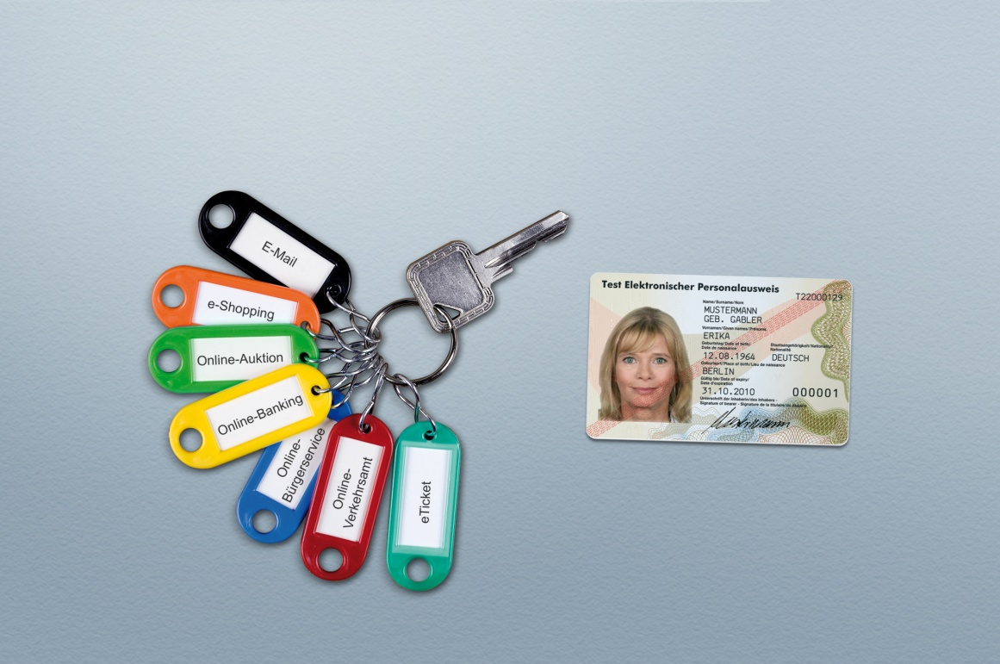 E-Mail
e-Shopping
Online-Auktion
Online-Banking
Online-
Bürgerservice
Online-
Verkehrsamt
eTicket
Test Elektronischer Personalausweis
T22000129
Name/Surname/Nom
MUSTERMANN
GEB. GABLER
Vornamen/Given names/Prénoms
ERIKA
Geburtstag/Date of birth/
Date de naissance
Staatsangehörigkeit/Nationality/
Nationalité
12.08.1964
DEUTSCH
Geburtsort/Place of birth/Lieu de naissance
BERLIN
Gültig bis/Date of expiry/
Date d'expiration
31.10.2010
000001
Unterschrift der Inhaberin/des Inhabers -
Signature of bearer - Signature de la titulaire/du titulaire
Mustermann